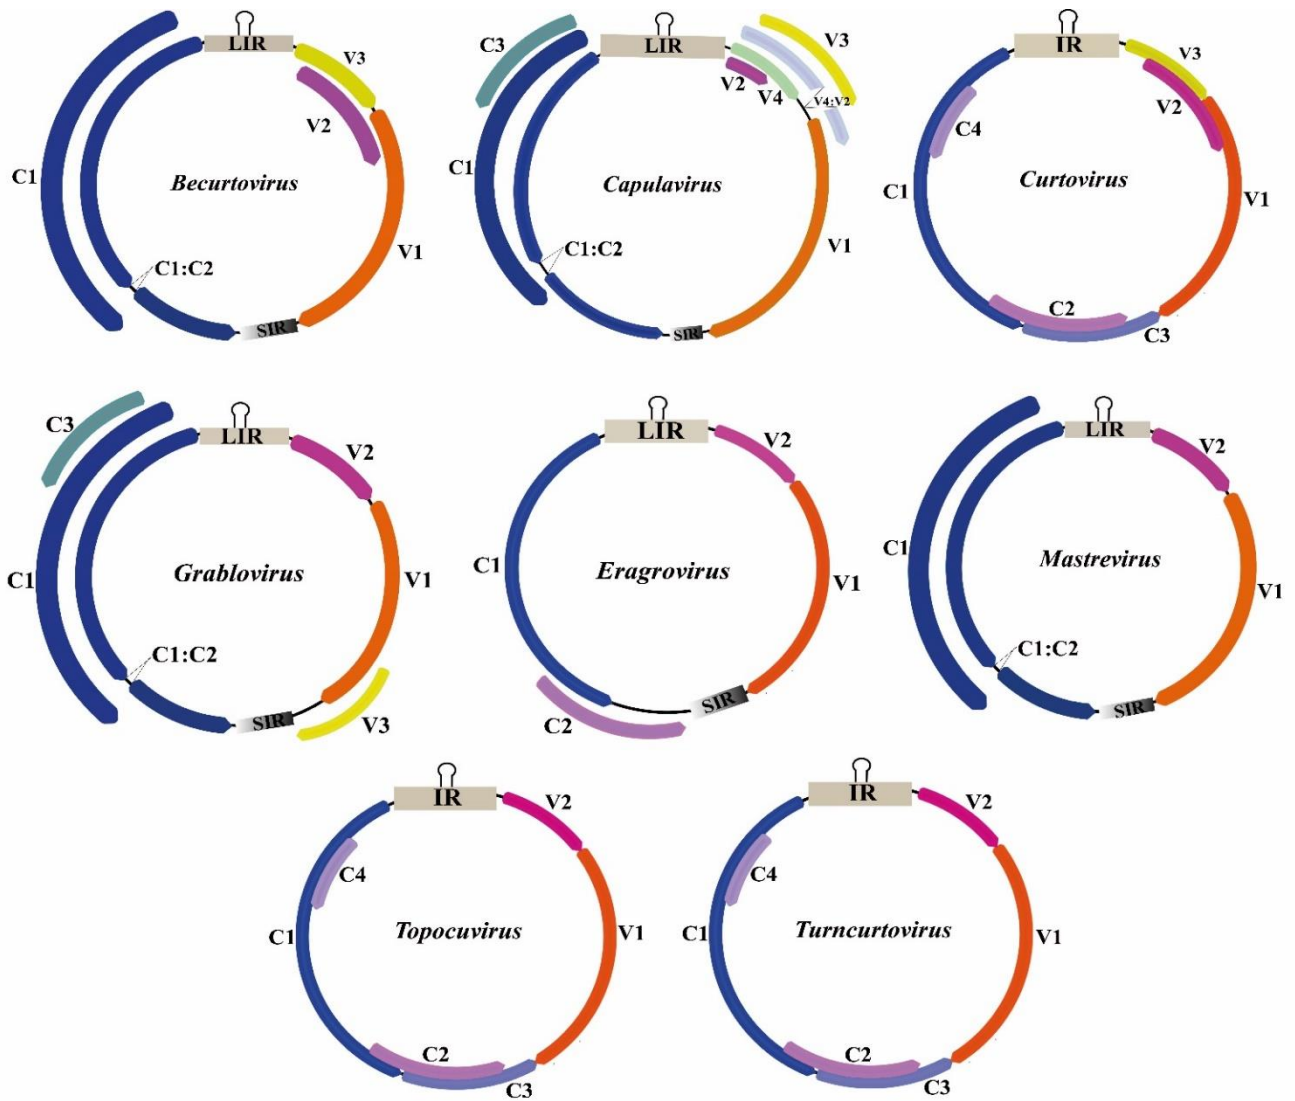 LIR
V3
V2
C1
Becurtovirus
V1
C1:C2
SIR
C3
LIR
V3
V2
V4
V4:V2
C1
Capulavirus
V1
C1:C2
SIR
IR
V3
V2
C4
C1
Curtovirus
V1
C2
C3
C3
LIR
V2
C1
Grablovirus
V1
C1:C2
SIR
V3
LIR
V2
C1
Eragrovirus
V1
SIR
C2
LIR
V2
C1
Mastrevirus
V1
C1:C2
SIR
IR
V2
C4
C1
Topocuvirus
V1
C2
C3
IR
V2
C4
C1
Turncurtovirus
V1
C2
C3